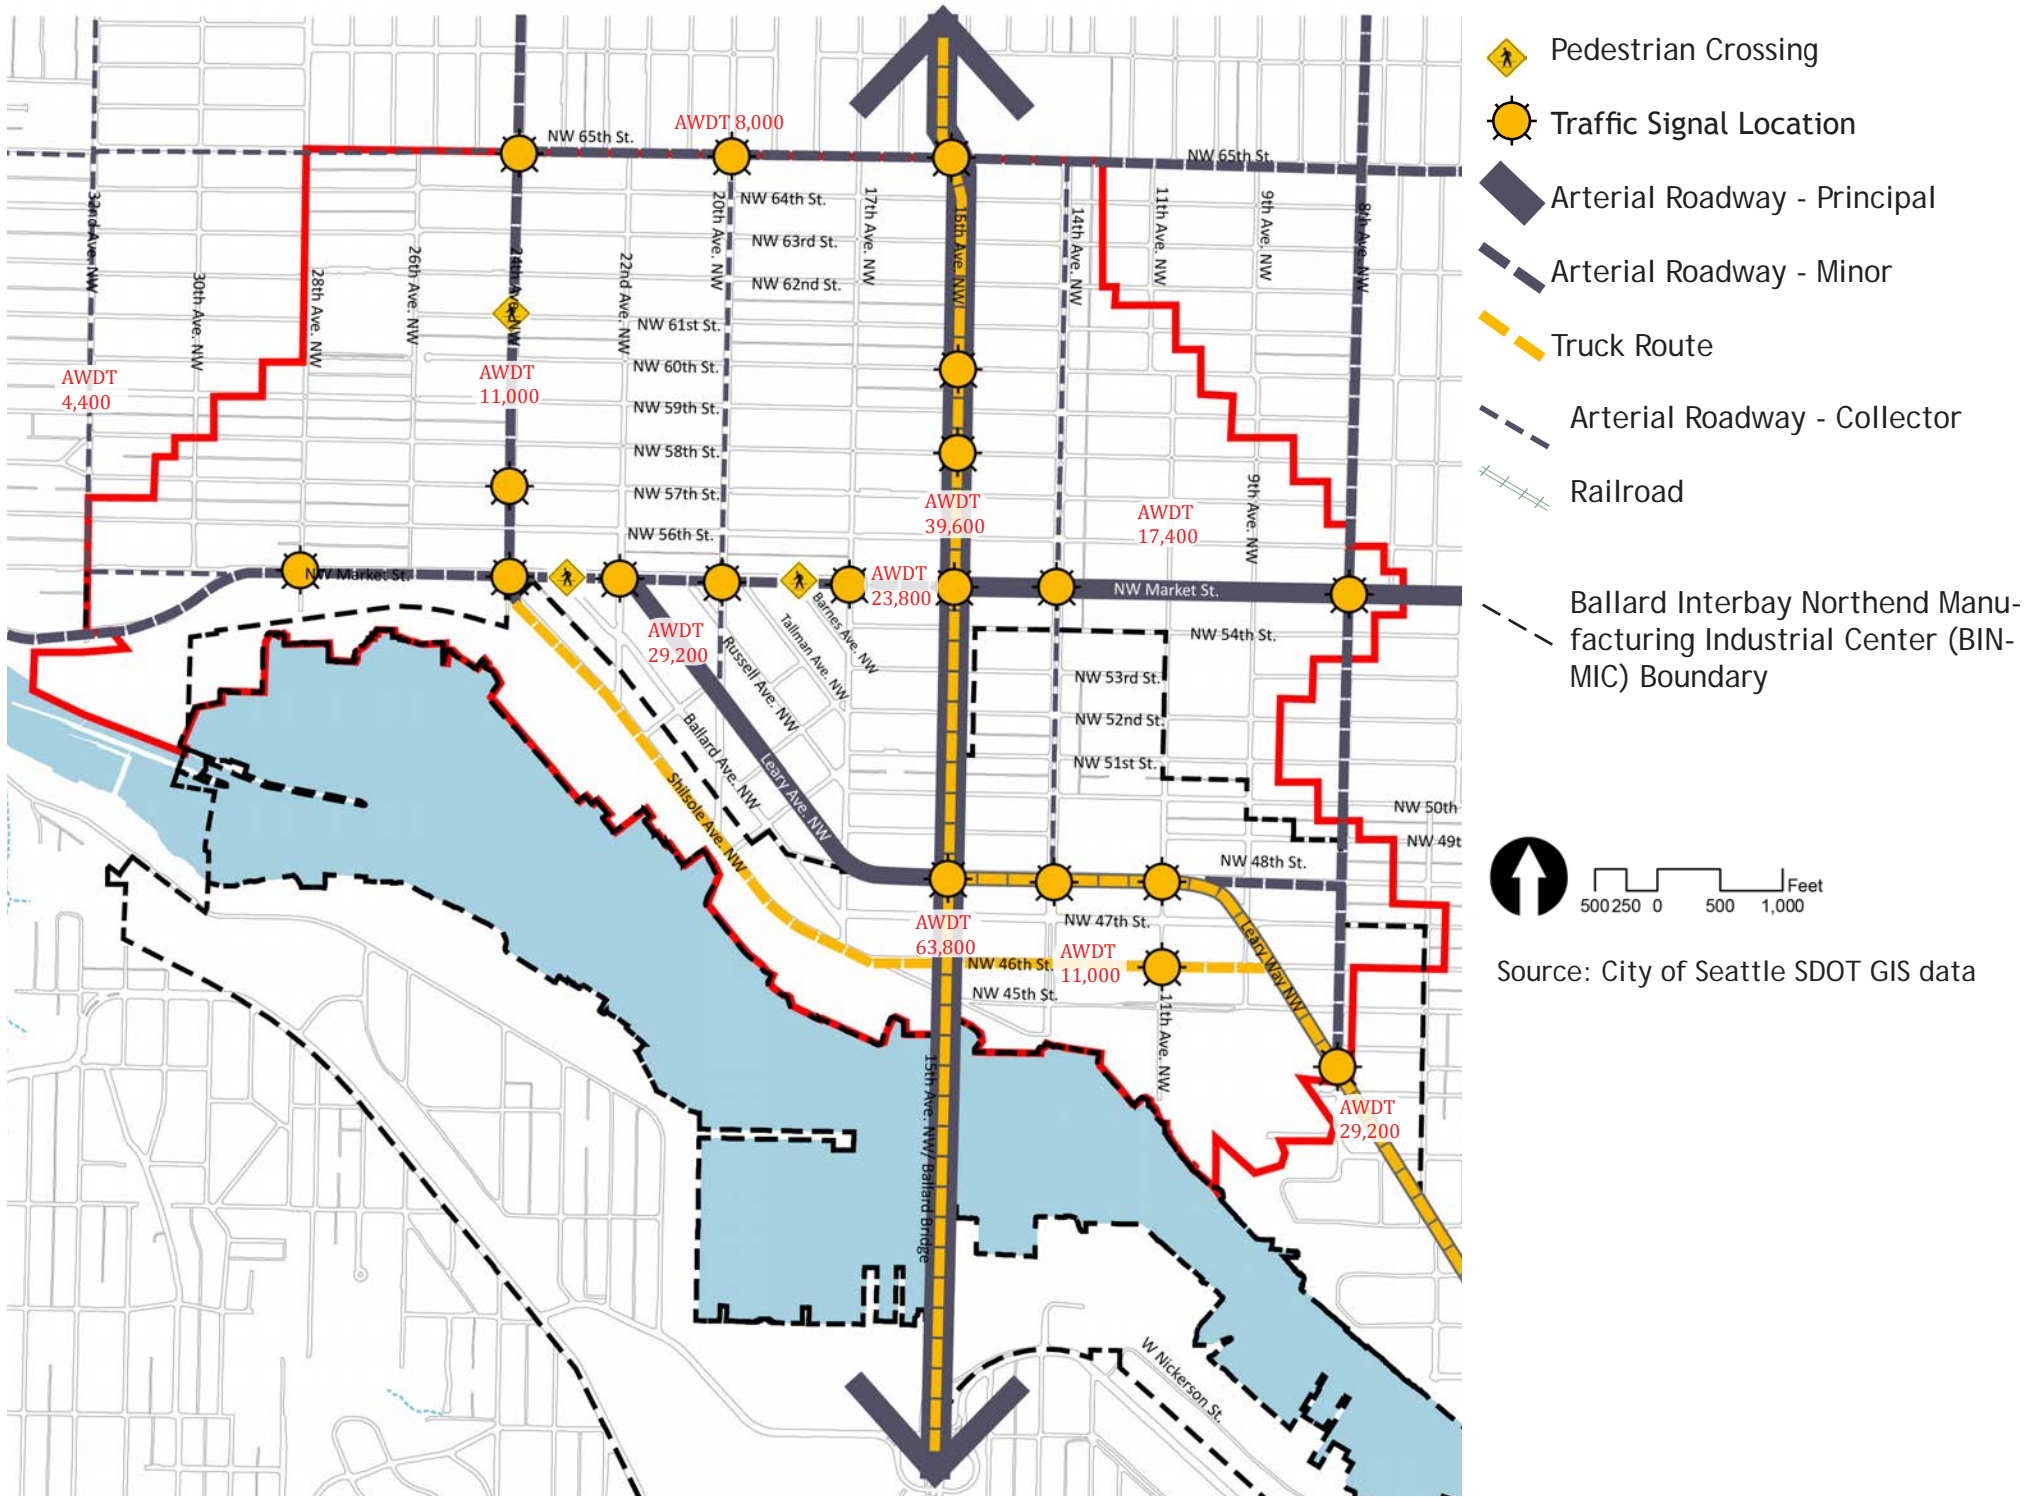 Pedestrian Crossing
Traffic Signal Location
Arterial Roadway - Principal
Arterial Roadway - Minor
Truck Route
Arterial Roadway - Collector
Railroad
Ballard Interbay Northend Manu-
facturing Industrial Center (BIN-
MIC) Boundary
Feet
500 250 0 500 1,000
Source: City of Seattle SDOT GIS data
AWDT 8,000
NW 65th St.
NW 65th St.
32nd Ave. NW
30th Ave. NW
28th Ave. NW
26th Ave. NW
24th Ave. NW
22nd Ave. NW
20th Ave. NW
17th Ave. NW
15th Ave. NW
14th Ave. NW
11th Ave. NW
9th Ave. NW
8th Ave. NW
NW 64th St.
NW 63rd St.
NW 62nd St.
NW 61st St.
NW 60th St.
NW 59th St.
NW 58th St.
NW 57th St.
NW 56th St.
AWDT
4,400
AWDT
11,000
AWDT
39,600
AWDT
17,400
9th Ave. NW
NW Market St.
AWDT
23,800
NW Market St.
AWDT
29,200
Barnes Ave. NW
Tallman Ave. NW
Russell Ave. NW
Ballard Ave. NW
Leary Ave. NW
Shilsole Ave. NW
NW 54th St.
NW 53rd St.
NW 52nd St.
NW 51st St.
NW 50th
NW 49t
NW 48th St.
NW 47th St.
AWDT
63,800
NW 46th St.
AWDT
11,000
NW 45th St.
Leary Way NW
11th Ave. NW
AWDT
29,200
15th Ave. NW/ Ballard Bridge
W Nickerson St.